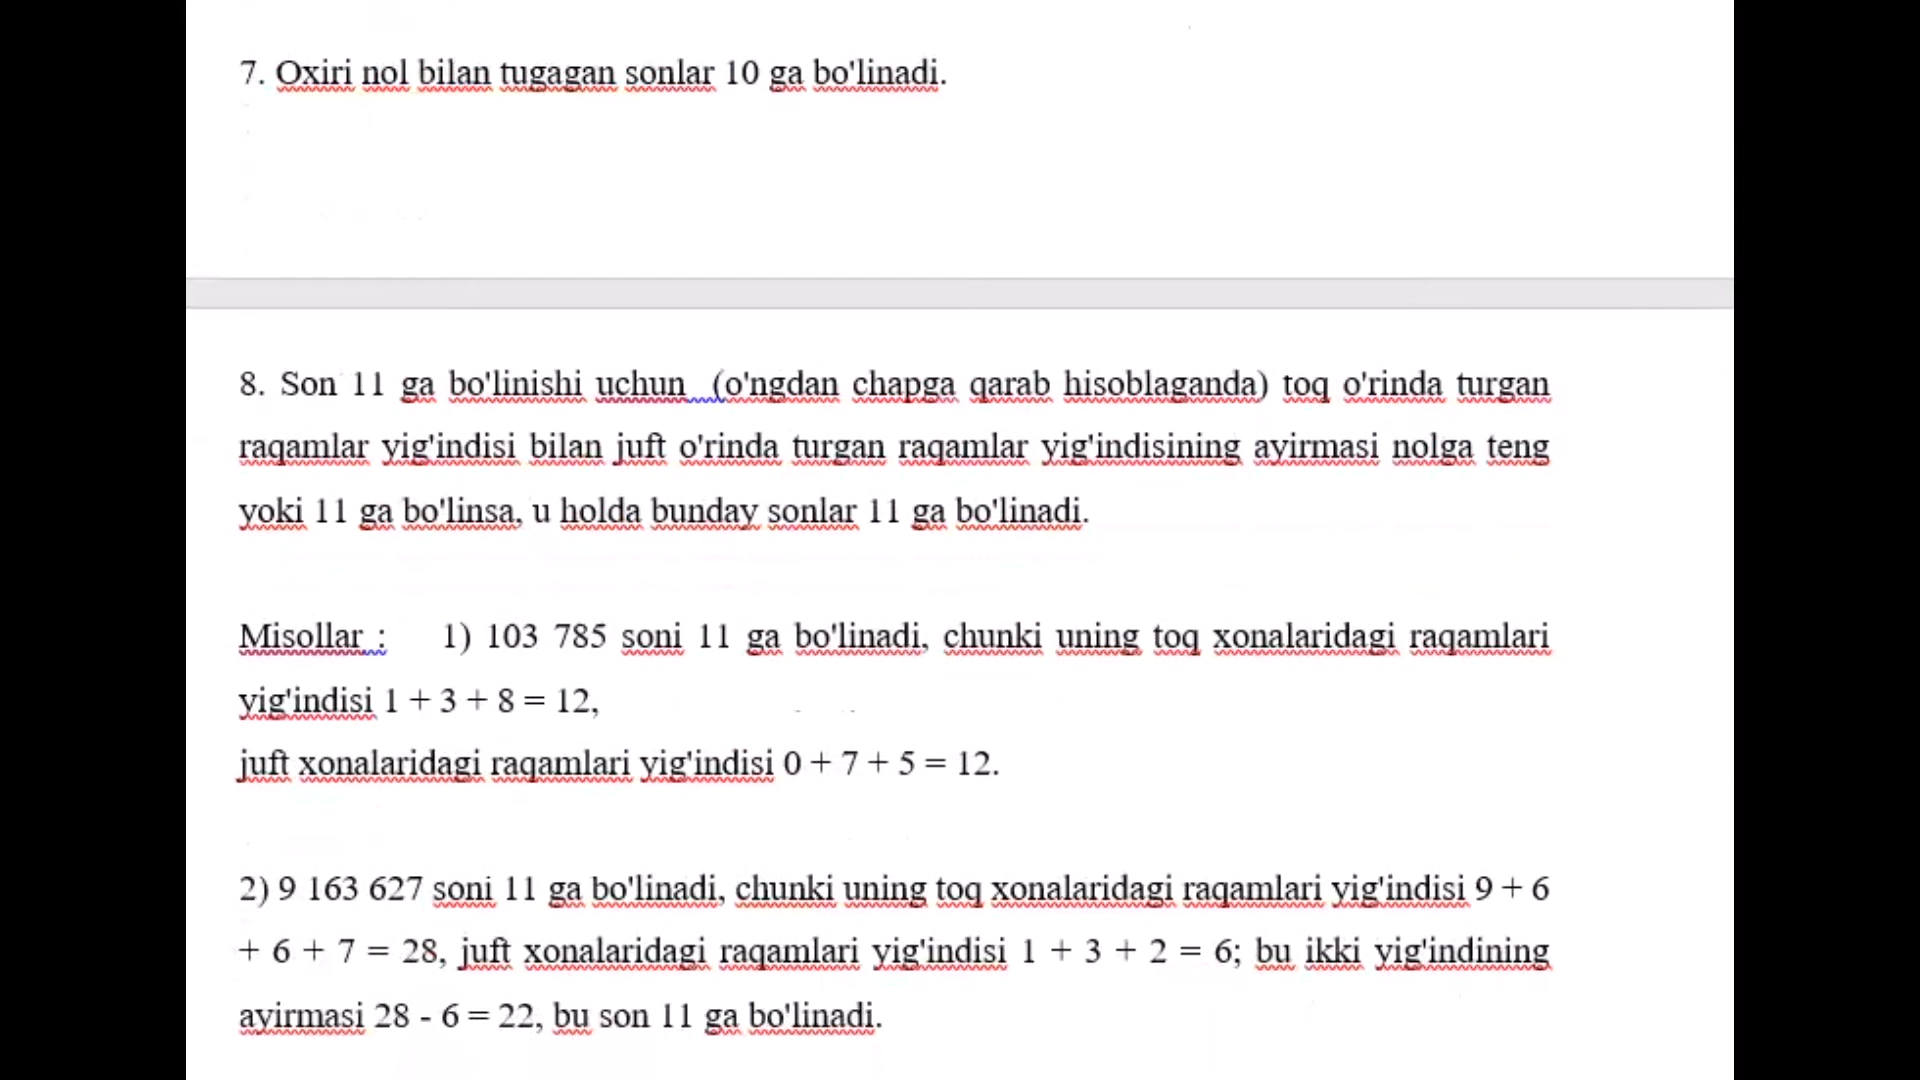 7. Oxiri nol bilan tugagan sonlar 10 ga bo'linadi.
8. Son 11 ga bo'linishi uchun (o'ngdan chapga qarab hisoblaganda) toq o'rinda turgan
raqamlar yig'indisi bilan juft o'rinda turgan raqamlar yig'indisining ayirmasi nolga teng
yoki 11 ga bo'linsa, u holda bunday sonlar 11 ga bo'linadi.
Misollar : 1) 103 785 soni 11 ga bo'linadi, chunki uning toq xonalaridagi raqamlari
yig'indisi 1 + 3 + 8 = 12,
juft xonalaridagi raqamlari yig'indisi 0 + 7 + 5 = 12.
2) 9 163 627 soni 11 ga bo'linadi, chunki uning toq xonalaridagi raqamlari yig'indisi 9 + 6
+ 6 + 7 = 28, juft xonalaridagi raqamlari yig'indisi 1 + 3 + 2 = 6; bu ikki yig'indining
ayirmasi 28 - 6 = 22, bu son 11 ga bo'linadi.